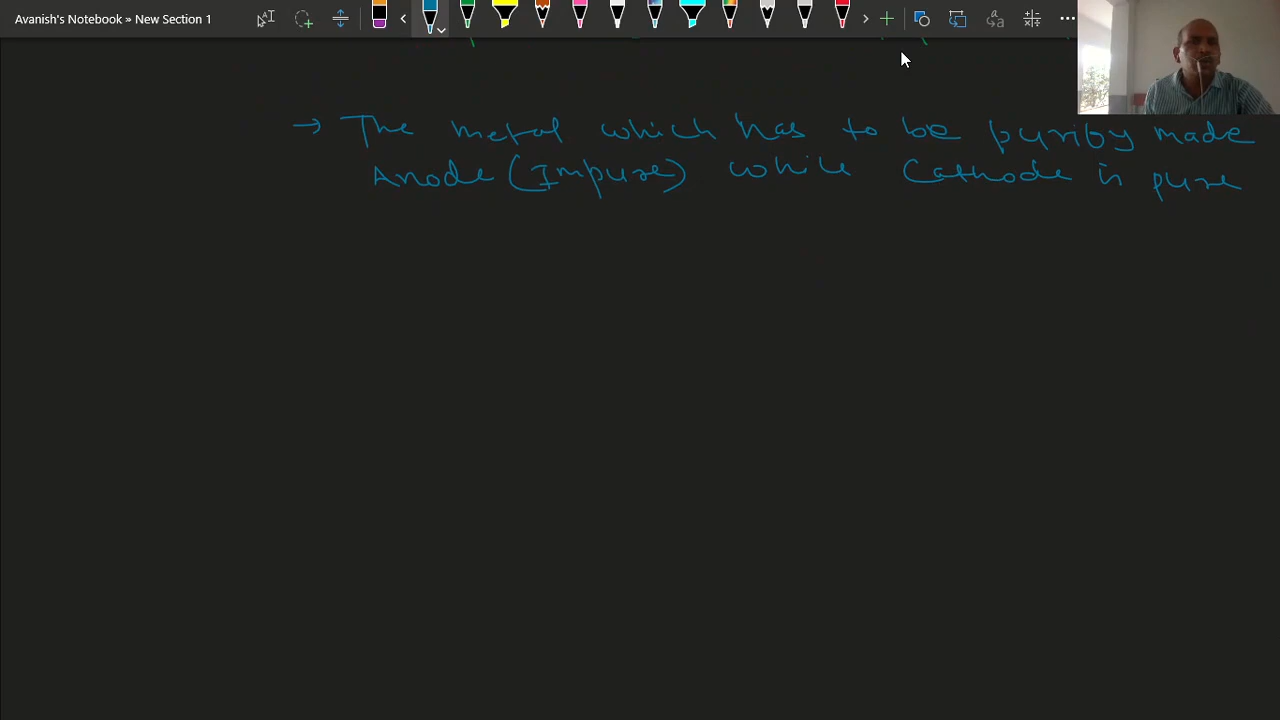 Avanish's Notebook » New Section 1
→ The metal which has to be purify made
Anode (Impure) while Cathode is pure